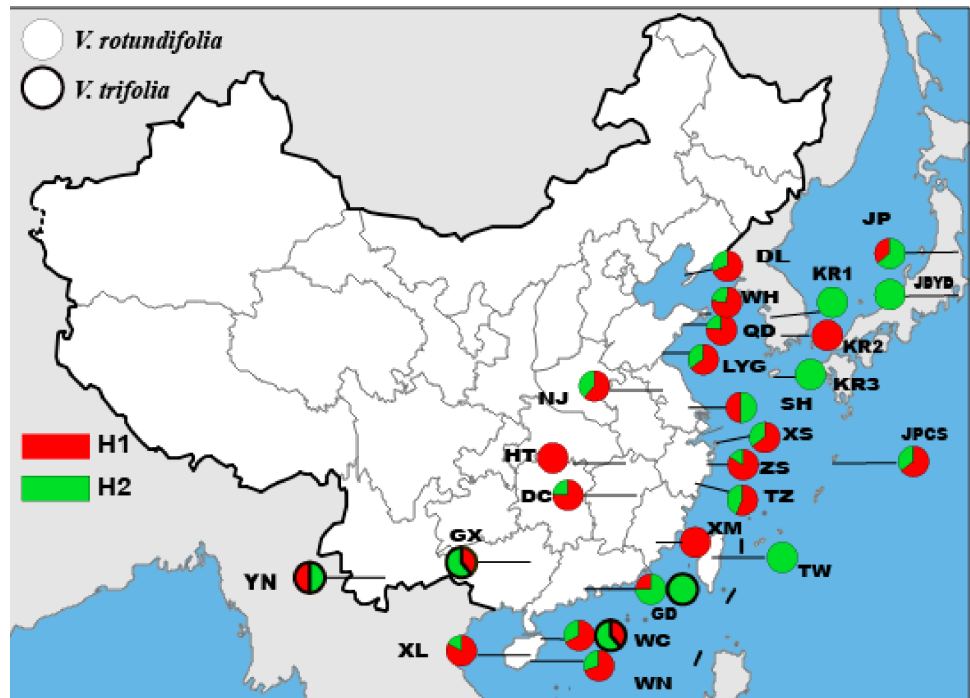 V. rotundifolia
V. trifolia
JP
DL
KR1
JBYB
WH
QD
KR2
LYG
KR3
NJ
SH
XS
H1
JPCS
HT
ZS
H2
DC
TZ
XM
GX
TW
YN
GD
WC
XL
WN